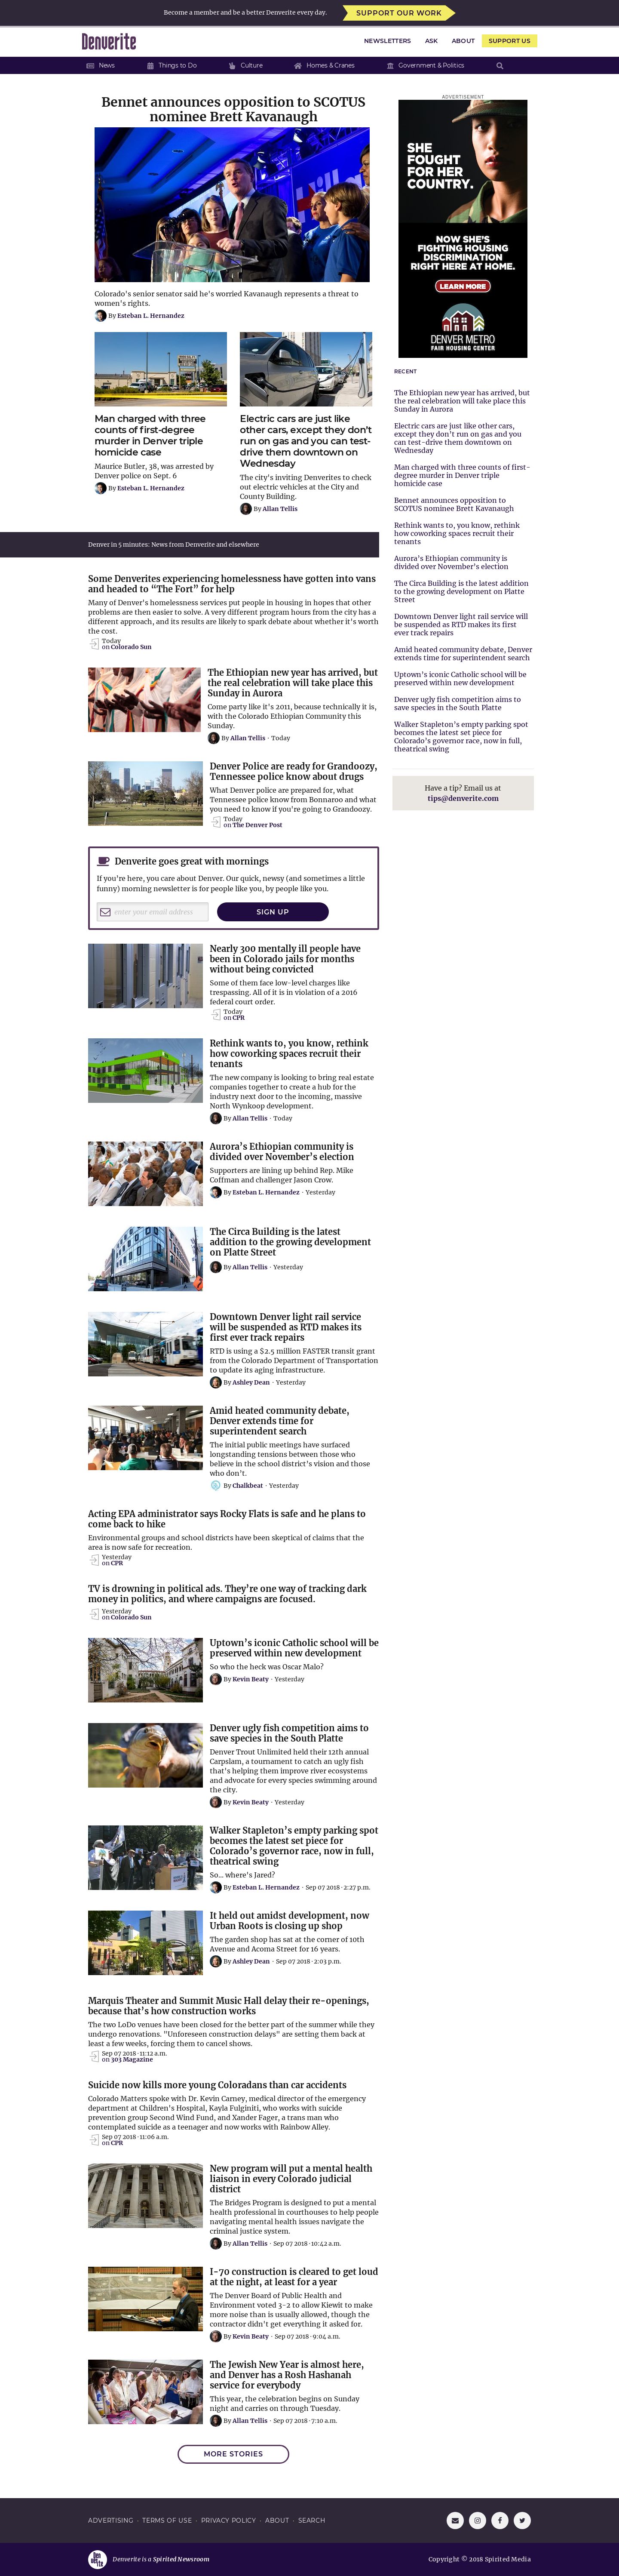 Become a member and be a better Denverite every day.
SUPPORT OUR WORK
Denverite
NEWSLETTERS
ASK
ABOUT
SUPPORT US
News
Things to Do
Culture
Homes & Cranes
Government & Politics
Bennet announces opposition to SCOTUS
nominee Brett Kavanaugh
Colorado's senior senator said he's worried Kavanaugh represents a threat to
women's rights.
By Esteban L. Hernandez
Man charged with three
counts of first-degree
murder in Denver triple
homicide case
Maurice Butler, 38, was arrested by
Denver police on Sept. 6
By Esteban L. Hernandez
Electric cars are just like
other cars, except they don't
run on gas and you can test-
drive them downtown on
Wednesday
The city's inviting Denverites to check
out electric vehicles at the City and
County Building.
By Allan Tellis
ADVERTISEMENT
SHE
FOUGHT
FOR HER
COUNTRY.
NOW SHE'S
FIGHTING HOUSING
DISCRIMINATION
RIGHT HERE AT HOME.
LEARN MORE
DENVER METRO
FAIR HOUSING CENTER
RECENT
The Ethiopian new year has arrived, but
the real celebration will take place this
Sunday in Aurora
Electric cars are just like other cars,
except they don't run on gas and you
can test-drive them downtown on
Wednesday
Man charged with three counts of first-
degree murder in Denver triple
homicide case
Bennet announces opposition to
SCOTUS nominee Brett Kavanaugh
Rethink wants to, you know, rethink
how coworking spaces recruit their
tenants
Aurora's Ethiopian community is
divided over November's election
The Circa Building is the latest addition
to the growing development on Platte
Street
Downtown Denver light rail service will
be suspended as RTD makes its first
ever track repairs
Amid heated community debate, Denver
extends time for superintendent search
Uptown's iconic Catholic school will be
preserved within new development
Denver ugly fish competition aims to
save species in the South Platte
Walker Stapleton's empty parking spot
becomes the latest set piece for
Colorado's governor race, now in full,
theatrical swing
Have a tip? Email us at
tips@denverite.com
Denver in 5 minutes: News from Denverite and elsewhere
Some Denverites experiencing homelessness have gotten into vans
and headed to "The Fort" for help
Many of Denver's homelessness services put people in housing in hopes that other
problems are then easier to solve. A very different program hours from the city has a
different approach, and its results are likely to spark debate about whether it's worth
the cost.
Today
on Colorado Sun
The Ethiopian new year has arrived, but
the real celebration will take place this
Sunday in Aurora
Come party like it's 2011, because technically it is,
with the Colorado Ethiopian Community this
Sunday.
By Allan Tellis · Today
Denver Police are ready for Grandoozy,
Tennessee police know about drugs
What Denver police are prepared for, what
Tennessee police know from Bonnaroo and what
you need to know if you're going to Grandoozy.
Today
on The Denver Post
Denverite goes great with mornings
If you're here, you care about Denver. Our quick, newsy (and sometimes a little
funny) morning newsletter is for people like you, by people like you.
enter your email address
SIGN UP
Nearly 300 mentally ill people have
been in Colorado jails for months
without being convicted
Some of them face low-level charges like
trespassing. All of it is in violation of a 2016
federal court order.
Today
on CPR
Rethink wants to, you know, rethink
how coworking spaces recruit their
tenants
The new company is looking to bring real estate
companies together to create a hub for the
industry next door to the incoming, massive
North Wynkoop development.
By Allan Tellis · Today
Aurora's Ethiopian community is
divided over November's election
Supporters are lining up behind Rep. Mike
Coffman and challenger Jason Crow.
By Esteban L. Hernandez · Yesterday
The Circa Building is the latest
addition to the growing development
on Platte Street
By Allan Tellis · Yesterday
Downtown Denver light rail service
will be suspended as RTD makes its
first ever track repairs
RTD is using a $2.5 million FASTER transit grant
from the Colorado Department of Transportation
to update its aging infrastructure.
By Ashley Dean · Yesterday
Amid heated community debate,
Denver extends time for
superintendent search
The initial public meetings have surfaced
longstanding tensions between those who
believe in the school district's vision and those
who don't.
By Chalkbeat · Yesterday
Acting EPA administrator says Rocky Flats is safe and he plans to
come back to hike
Environmental groups and school districts have been skeptical of claims that the
area is now safe for recreation.
Yesterday
on CPR
TV is drowning in political ads. They're one way of tracking dark
money in politics, and where campaigns are focused.
Yesterday
on Colorado Sun
Uptown's iconic Catholic school will be
preserved within new development
So who the heck was Oscar Malo?
By Kevin Beaty · Yesterday
Denver ugly fish competition aims to
save species in the South Platte
Denver Trout Unlimited held their 12th annual
Carpslam, a tournament to catch an ugly fish
that's helping them improve river ecosystems
and advocate for every species swimming around
the city.
By Kevin Beaty · Yesterday
Walker Stapleton's empty parking spot
becomes the latest set piece for
Colorado's governor race, now in full,
theatrical swing
So... where's Jared?
By Esteban L. Hernandez · Sep 07 2018 · 2:27 p.m.
It held out amidst development, now
Urban Roots is closing up shop
The garden shop has sat at the corner of 10th
Avenue and Acoma Street for 16 years.
By Ashley Dean · Sep 07 2018 · 2:03 p.m.
Marquis Theater and Summit Music Hall delay their re-openings,
because that's how construction works
The two LoDo venues have been closed for the better part of the summer while they
undergo renovations. "Unforeseen construction delays" are setting them back at
least a few weeks, forcing them to cancel shows.
Sep 07 2018 · 11:12 a.m.
on 303 Magazine
Suicide now kills more young Coloradans than car accidents
Colorado Matters spoke with Dr. Kevin Carney, medical director of the emergency
department at Children's Hospital, Kayla Fulginiti, who works with suicide
prevention group Second Wind Fund, and Xander Fager, a trans man who
contemplated suicide as a teenager and now works with Rainbow Alley.
Sep 07 2018 · 11:06 a.m.
on CPR
New program will put a mental health
liaison in every Colorado judicial
district
The Bridges Program is designed to put a mental
health professional in courthouses to help people
navigating mental health issues navigate the
criminal justice system.
By Allan Tellis · Sep 07 2018 · 10:42 a.m.
I-70 construction is cleared to get loud
at the night, at least for a year
The Denver Board of Public Health and
Environment voted 3-2 to allow Kiewit to make
more noise than is usually allowed, though the
contractor didn't get everything it asked for.
By Kevin Beaty · Sep 07 2018 · 9:04 a.m.
The Jewish New Year is almost here,
and Denver has a Rosh Hashanah
service for everybody
This year, the celebration begins on Sunday
night and carries on through Tuesday.
By Allan Tellis · Sep 07 2018 · 7:10 a.m.
MORE STORIES
ADVERTISING · TERMS OF USE · PRIVACY POLICY · ABOUT · SEARCH
Denverite is a Spirited Newsroom
Copyright © 2018 Spirited Media